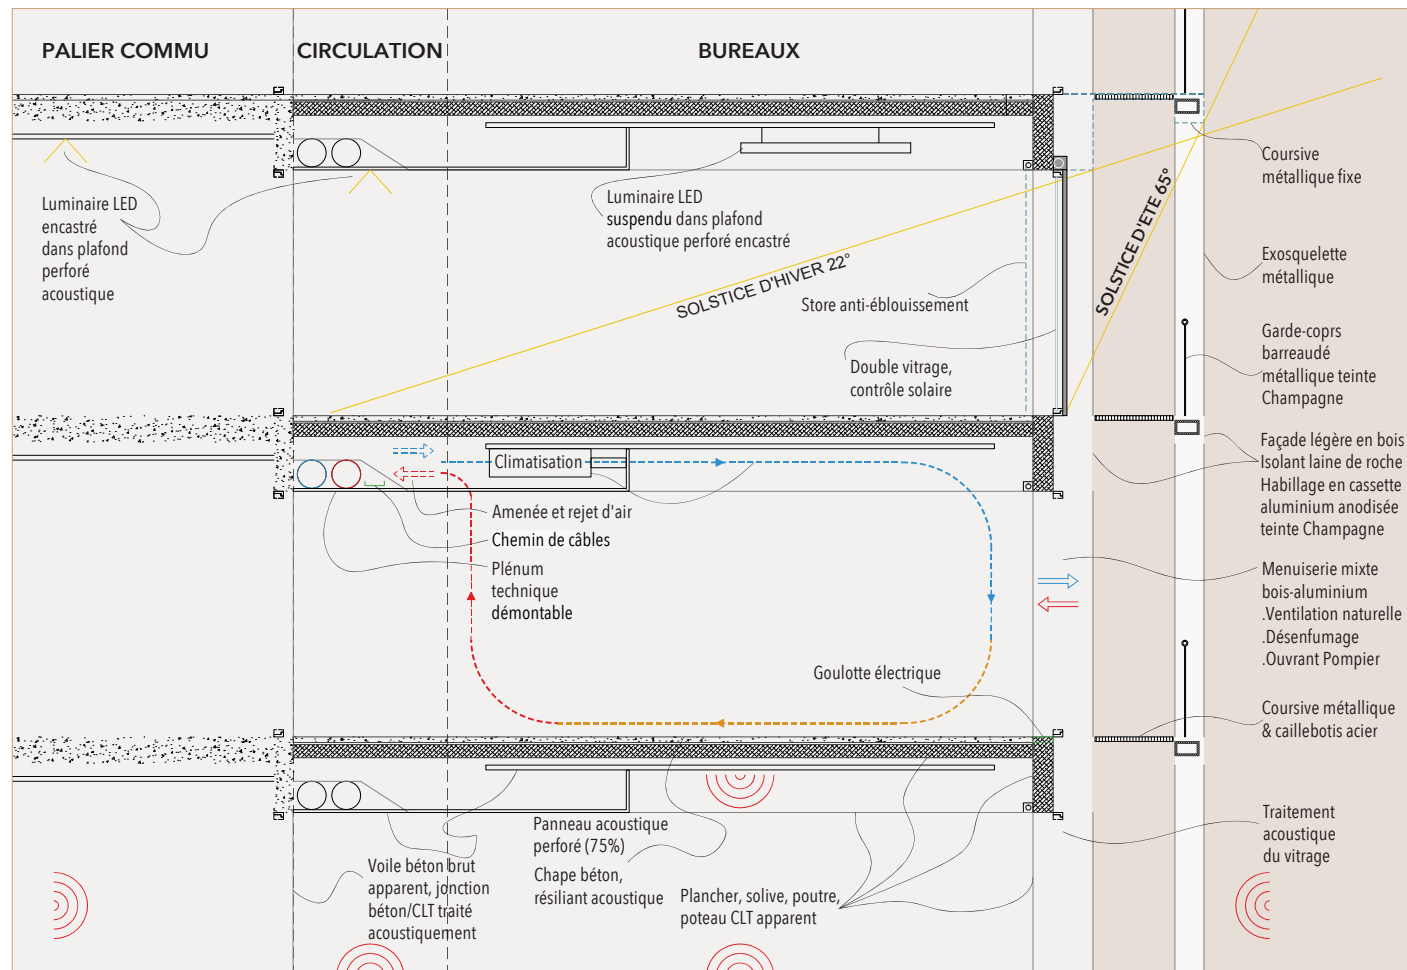 PALIER COMMU
CIRCULATION
BUREAUX
Luminaire LED
encastré
dans plafond
perforé
acoustique
Luminaire LED
suspendu dans plafond
acoustique perforé encastré
SOLSTICE D'HIVER 22°
Store anti-éblouissement
Double vitrage,
contrôle solaire
SOLSTICE D'ETE 65°
Coursive
métallique fixe
Exosquelette
métallique
Garde-coprs
barreaudé
métallique teinte
Champagne
Façade légère en bois
Isolant laine de roche
Habillage en cassette
aluminium anodisée
teinte Champagne
Climatisation
Amenée et rejet d'air
Chemin de câbles
Plénum
technique
démontable
Menuiserie mixte
bois-aluminium
.Ventilation naturelle
.Désenfumage
.Ouvrant Pompier
Goulotte électrique
Coursive métallique
& caillebotis acier
Panneau acoustique
perforé (75%)
Chape béton,
résiliant acoustique
Voile béton brut
apparent, jonction
béton/CLT traité
acoustiquement
Plancher, solive, poutre,
poteau CLT apparent
Traitement
acoustique
du vitrage